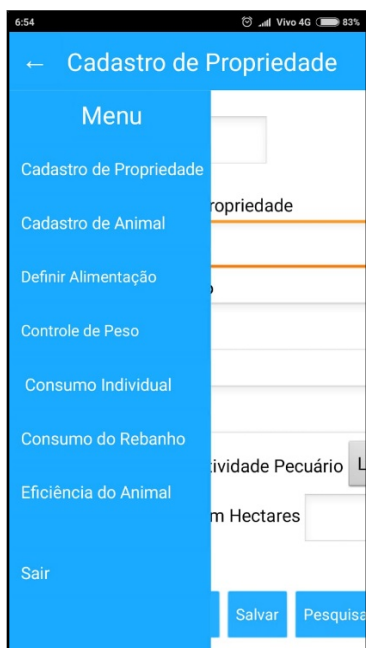 6:54 Vivo 4G 83%
← Cadastro de Propriedade
Menu
Cadastro de Propriedade
ropriedade
Cadastro de Animal
Definir Alimentação
Controle de Peso
Consumo Individual
Consumo do Rebanho
ividade Pecuário L
Eficiência do Animal
m Hectares
Sair
Salvar Pesquisa